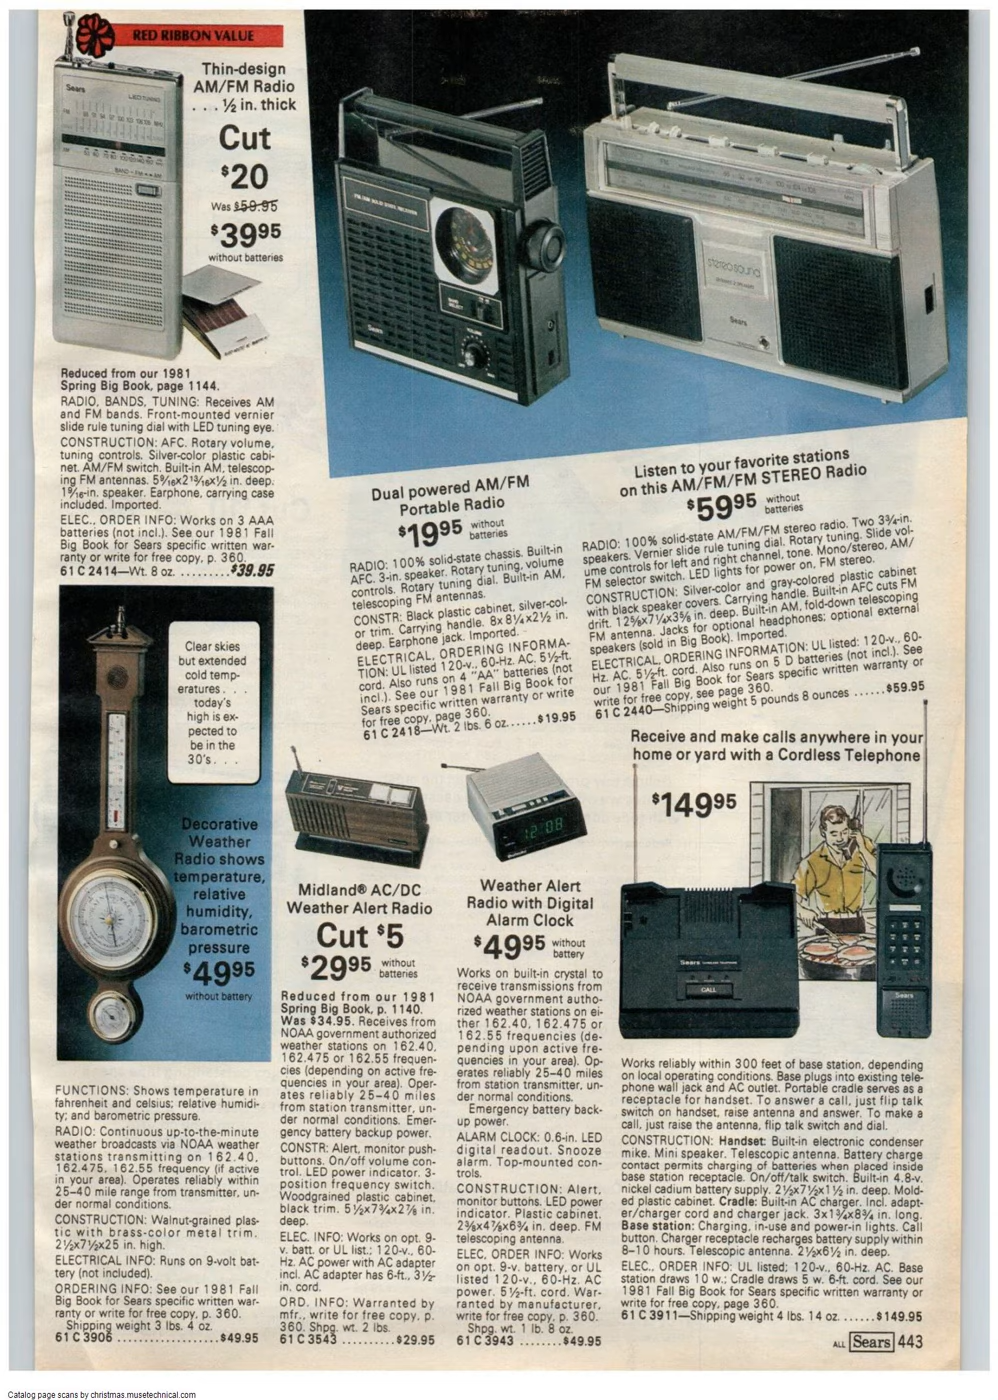 RED RIBBON VALUE
Thin-design
AM/FM Radio
. . . ½ in. thick
Cut
$20
Was $59.95
$3995
without batteries
Sears
LED TUNING
BAND – FM • • AM
Reduced from our 1981
Spring Big Book, page 1144.
RADIO, BANDS, TUNING: Receives AM
and FM bands. Front-mounted vernier
slide rule tuning dial with LED tuning eye.
CONSTRUCTION: AFC. Rotary volume,
tuning controls. Silver-color plastic cabi-
net. AM/FM switch. Built-in AM, telescop-
ing FM antennas. 5⁹⁄₁₆x2¹³⁄₁₆x½ in. deep.
1⁹⁄₁₆-in. speaker. Earphone, carrying case
included. Imported.
ELEC., ORDER INFO: Works on 3 AAA
batteries (not incl.). See our 1981 Fall
Big Book for Sears specific written war-
ranty or write for free copy, p. 360.
61 C 2414—Wt. 8 oz. .........$39.95
BAND
SELECT
VOLUME
Sears
Sears
Dual powered AM/FM
Portable Radio
$1995 without
batteries
RADIO: 100% solid-state chassis. Built-in
AFC. 3-in. speaker. Rotary tuning, volume
controls. Rotary tuning dial. Built-in AM,
telescoping FM antennas.
CONSTR: Black plastic cabinet, silver-col-
or trim. Carrying handle. 8x8¼x2½ in.
deep. Earphone jack. Imported.
ELECTRICAL, ORDERING INFORMA-
TION: UL listed 120-v., 60-Hz. AC. 5½-ft.
cord. Also runs on 4 "AA" batteries (not
incl.). See our 1981 Fall Big Book for
Sears specific written warranty or write
for free copy, page 360.
61 C 2418—Wt. 2 lbs. 6 oz......$19.95
Listen to your favorite stations
on this AM/FM/FM STEREO Radio
$5995 without
batteries
RADIO: 100% solid-state AM/FM/FM stereo radio. Two 3¾-in.
speakers. Vernier slide rule tuning dial. Rotary tuning. Slide vol-
ume controls for left and right channel, tone. Mono/stereo, AM/
FM selector switch. LED lights for power on, FM stereo.
CONSTRUCTION: Silver-color and gray-colored plastic cabinet
with black speaker covers. Carrying handle. Built-in AFC cuts FM
drift. 12⅝x7¼x3⅜ in. deep. Built-in AM, fold-down telescoping
FM antenna. Jacks for optional headphones; optional external
speakers (sold in Big Book). Imported.
ELECTRICAL, ORDERING INFORMATION: UL listed; 120-v., 60-
Hz. AC. 5½-ft. cord. Also runs on 5 D batteries (not incl.). See
our 1981 Fall Big Book for Sears specific written warranty or
write for free copy, see page 360.
61 C 2440—Shipping weight 5 pounds 8 ounces ......$59.95
Clear skies
but extended
cold temp-
eratures . . .
today's
high is ex-
pected to
be in the
30's. . .
Decorative
Weather
Radio shows
temperature,
relative
humidity,
barometric
pressure
$4995
without battery
FUNCTIONS: Shows temperature in
fahrenheit and celsius; relative humidi-
ty; and barometric pressure.
RADIO: Continuous up-to-the-minute
weather broadcasts via NOAA weather
stations transmitting on 162.40,
162.475, 162.55 frequency (if active
in your area). Operates reliably within
25–40 mile range from transmitter, un-
der normal conditions.
CONSTRUCTION: Walnut-grained plas-
tic with brass-color metal trim.
2½x7½x25 in. high.
ELECTRICAL INFO: Runs on 9-volt bat-
tery (not included).
ORDERING INFO: See our 1981 Fall
Big Book for Sears specific written war-
ranty or write for free copy, p. 360.
Shipping weight 3 lbs. 4 oz.
61 C 3906 ..................$49.95
Midland® AC/DC
Weather Alert Radio
Cut $5
$2995 without
batteries
Reduced from our 1981
Spring Big Book, p. 1140.
Was $34.95. Receives from
NOAA government authorized
weather stations on 162.40,
162.475 or 162.55 frequen-
cies (depending on active fre-
quencies in your area). Oper-
ates reliably 25–40 miles
from station transmitter, un-
der normal conditions. Emer-
gency battery backup power.
CONSTR: Alert, monitor push-
buttons. On/off volume con-
trol. LED power indicator. 3-
position frequency switch.
Woodgrained plastic cabinet,
black trim. 5½x7¾x2⅞ in.
deep.
ELEC. INFO: Works on opt. 9-
v. batt. or UL list.; 120-v., 60-
Hz. AC power with AC adapter
incl. AC adapter has 6-ft., 3½-
in. cord.
ORD. INFO: Warranted by
mfr., write for free copy, p.
360. Shpg. wt. 2 lbs.
61 C 3543 ..........$29.95
12:08
Weather Alert
Radio with Digital
Alarm Clock
$4995 without
battery
Works on built-in crystal to
receive transmissions from
NOAA government autho-
rized weather stations on ei-
ther 162.40, 162.475 or
162.55 frequencies (de-
pending upon active fre-
quencies in your area). Op-
erates reliably 25–40 miles
from station transmitter, un-
der normal conditions.
Emergency battery back-
up power.
ALARM CLOCK: 0.6-in. LED
digital readout. Snooze
alarm. Top-mounted con-
trols.
CONSTRUCTION: Alert,
monitor buttons. LED power
indicator. Plastic cabinet.
2⅜x4⅞x6¾ in. deep. FM
telescoping antenna.
ELEC, ORDER INFO: Works
on opt. 9-v. battery, or UL
listed 120-v., 60-Hz. AC
power. 5½-ft. cord. War-
ranted by manufacturer,
write for free copy, p. 360.
Shpg. wt. 1 lb. 8 oz.
61 C 3943 .........$49.95
Receive and make calls anywhere in your
home or yard with a Cordless Telephone
$14995
Sears
CALL
Sears
Works reliably within 300 feet of base station, depending
on local operating conditions. Base plugs into existing tele-
phone wall jack and AC outlet. Portable cradle serves as a
receptacle for handset. To answer a call, just flip talk
switch on handset, raise antenna and answer. To make a
call, just raise the antenna, flip talk switch and dial.
CONSTRUCTION: Handset: Built-in electronic condenser
mike. Mini speaker. Telescopic antenna. Battery charge
contact permits charging of batteries when placed inside
base station receptacle. On/off/talk switch. Built-in 4.8-v.
nickel cadium battery supply. 2½x7½x1½ in. deep. Mold-
ed plastic cabinet. Cradle: Built-in AC charger. Incl. adapt-
er/charger cord and charger jack. 3x1¾x8¾ in. long.
Base station: Charging, in-use and power-in lights. Call
button. Charger receptacle recharges battery supply within
8–10 hours. Telescopic antenna. 2½x6½ in. deep.
ELEC., ORDER INFO: UL listed; 120-v., 60-Hz. AC. Base
station draws 10 w.; Cradle draws 5 w. 6-ft. cord. See our
1981 Fall Big Book for Sears specific written warranty or
write for free copy, page 360.
61 C 3911—Shipping weight 4 lbs. 14 oz. ......$149.95
ALL Sears 443
Catalog page scans by christmas.musetechnical.com